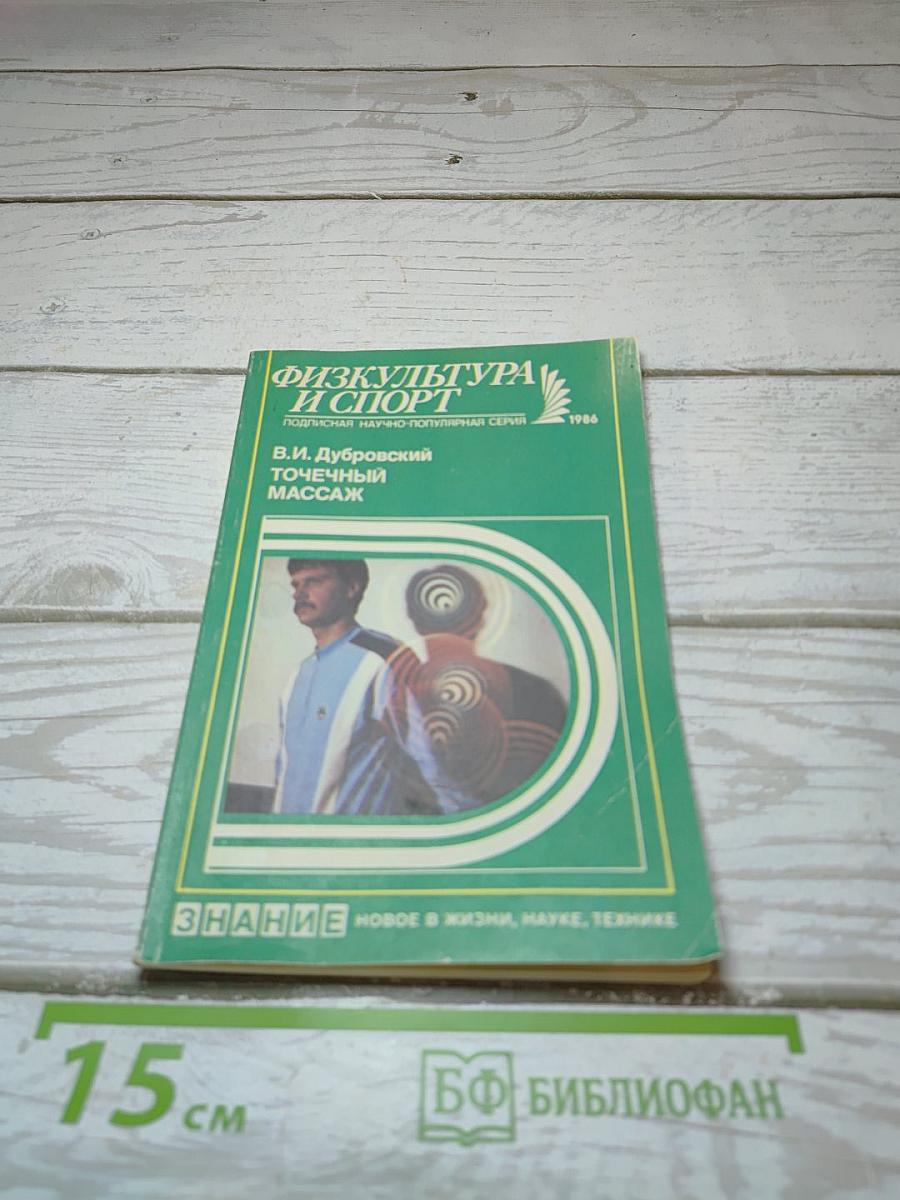 ФИЗКУЛЬТУРА
И СПОРТ
ПОДПИСНАЯ НАУЧНО-ПОПУЛЯРНАЯ СЕРИЯ
1986
В.И. Дубровский
ТОЧЕЧНЫЙ
МАССАЖ
ЗНАНИЕ НОВОЕ В ЖИЗНИ, НАУКЕ, ТЕХНИКЕ
15 см
БФ БИБЛИОФАН